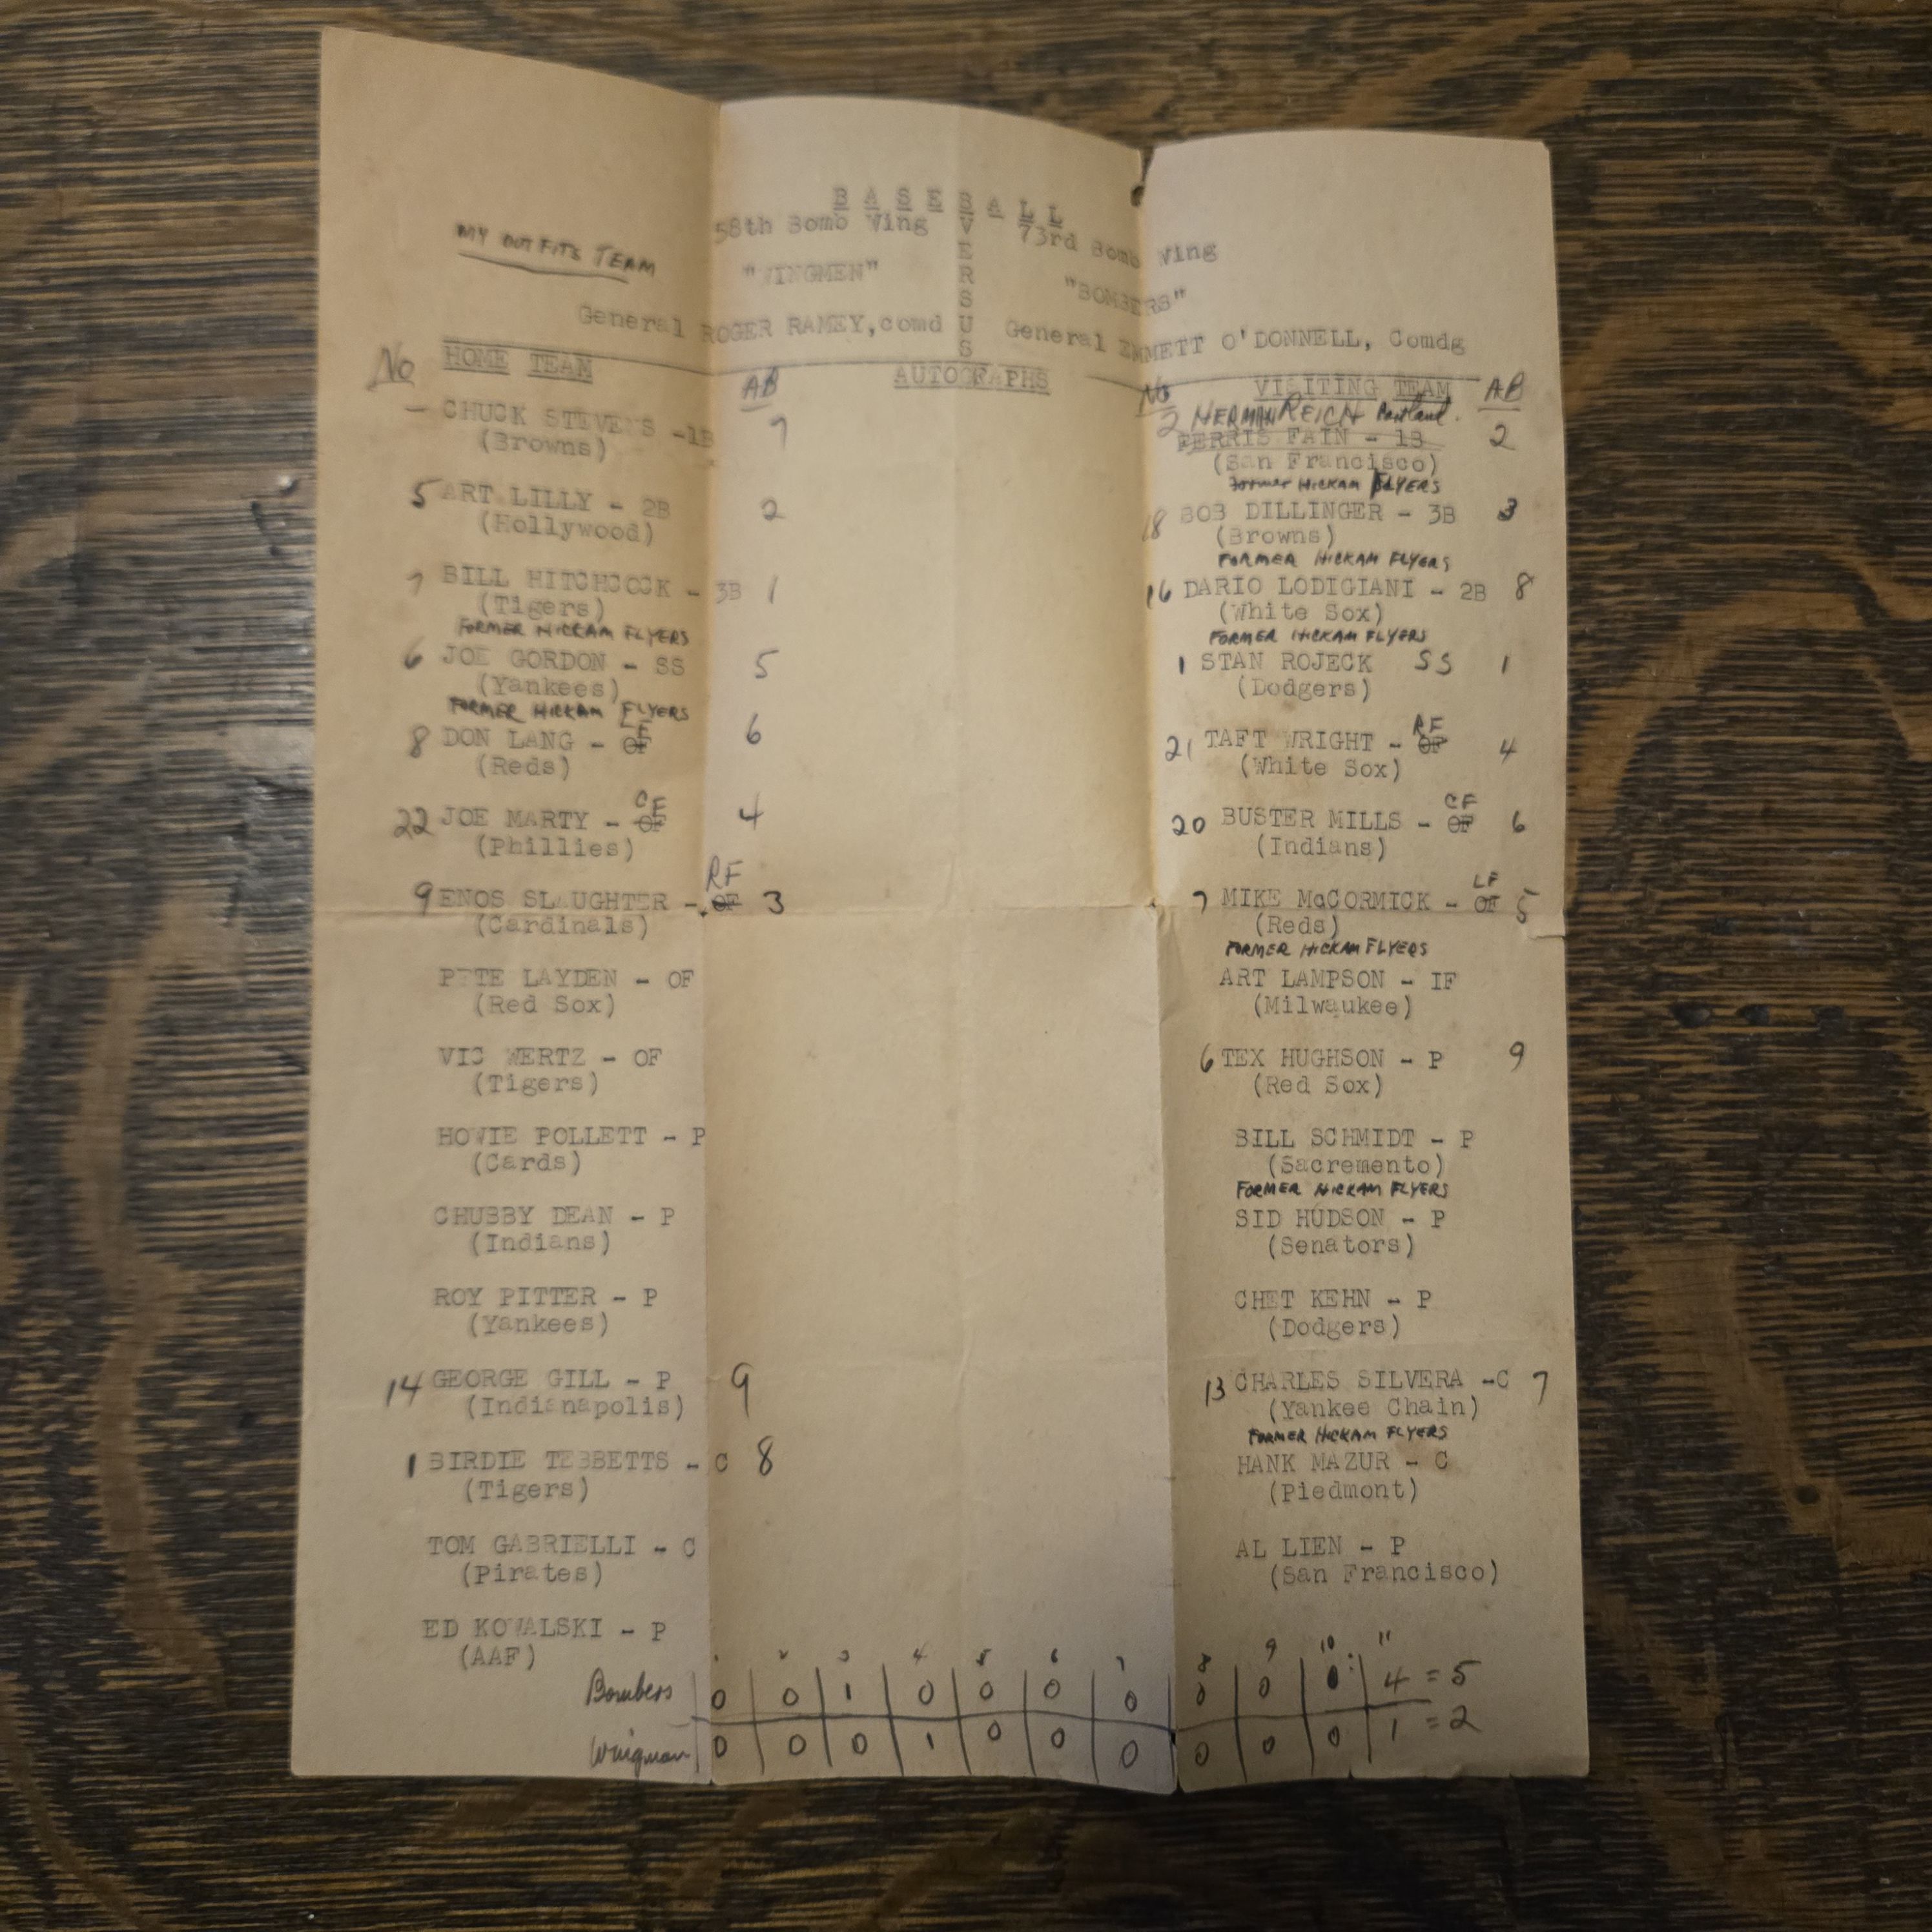 BASEBALL
MY OUTFITS TEAM
58th Bomb Wing VERSUS 73rd Bomb Wing
"WINGMEN" "BOMBERS"
General ROGER RAMEY, comd General EMMETT O'DONNELL, Comdg
No HOME TEAM AB AUTOGRAPHS No VISITING TEAM AB
— CHUCK STEVENS -1B 7
(Browns)
5 ART LILLY - 2B 2
(Hollywood)
7 BILL HITCHCOCK - 3B 1
(Tigers)
FORMER HICKAM FLYERS
6 JOE GORDON - SS 5
(Yankees)
FORMER HICKAM FLYERS
8 DON LANG - OF 6
(Reds)
CF
22 JOE MARTY - OF 4
(Phillies)
RF
9 ENOS SLAUGHTER - OF 3
(Cardinals)
PETE LAYDEN - OF
(Red Sox)
VIC WERTZ - OF
(Tigers)
HOWIE POLLETT - P
(Cards)
CHUBBY DEAN - P
(Indians)
ROY PITTER - P
(Yankees)
14 GEORGE GILL - P 9
(Indianapolis)
1 BIRDIE TEBBETTS - C 8
(Tigers)
TOM GABRIELLI - C
(Pirates)
ED KOWALSKI - P
(AAF)
2 HERMAN REICH Portland.
FERRIS FAIN - 1B 2
(San Francisco)
Former HICKAM FLYERS
18 BOB DILLINGER - 3B 3
(Browns)
FORMER HICKAM FLYERS
16 DARIO LODIGIANI - 2B 8
(White Sox)
FORMER HICKAM FLYERS
1 STAN ROJECK SS 1
(Dodgers)
RF
21 TAFT WRIGHT - OF 4
(White Sox)
CF
20 BUSTER MILLS - OF 6
(Indians)
LF
7 MIKE McCORMICK - OF 5
(Reds)
FORMER HICKAM FLYERS
ART LAMPSON - IF
(Milwaukee)
6 TEX HUGHSON - P 9
(Red Sox)
BILL SCHMIDT - P
(Sacremento)
FORMER HICKAM FLYERS
SID HUDSON - P
(Senators)
CHET KEHN - P
(Dodgers)
13 CHARLES SILVERA -C 7
(Yankee Chain)
FORMER HICKAM FLYERS
HANK MAZUR - C
(Piedmont)
AL LIEN - P
(San Francisco)
1 2 3 4 5 6 7 8 9 10 11
Bombers 0 0 1 0 0 0 0 0 0 0 4 = 5
Wingman 0 0 0 1 0 0 0 0 0 0 1 = 2